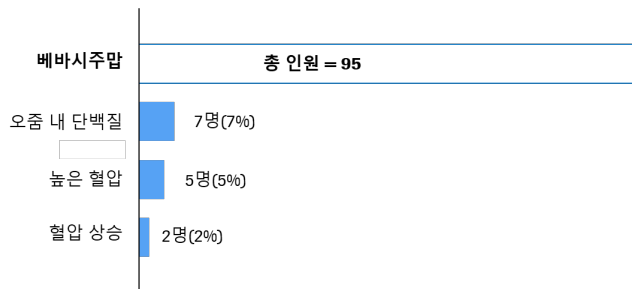 베바시주맙
총 인원 = 95
오줌 내 단백질
7명(7%)
높은 혈압
5명(5%)
혈압 상승
2명(2%)